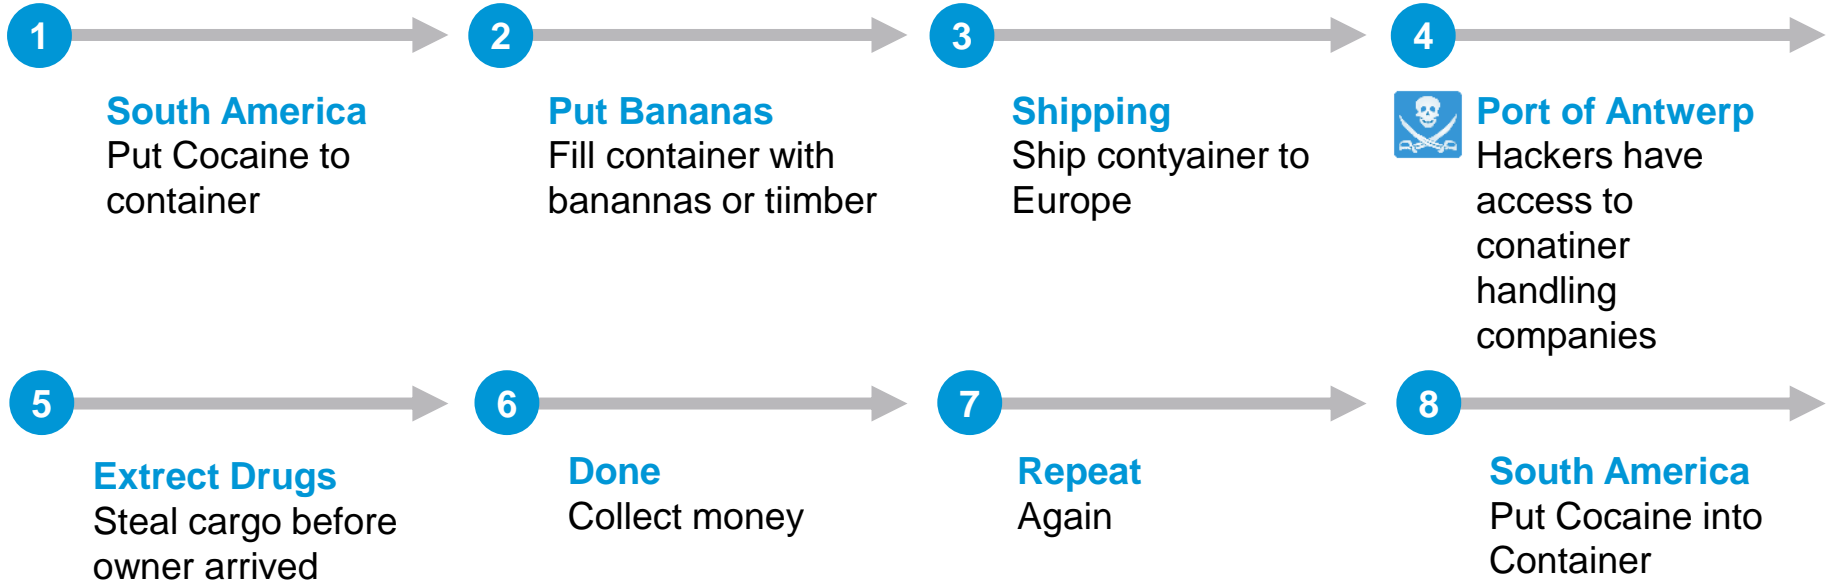 1
2
3
4
South America
Put Cocaine to
container
Put Bananas
Fill container with
banannas or tiimber
Shipping
Ship contyainer to
Europe
Port of Antwerp
Hackers have
access to
conatiner
handling
companies
5
6
7
8
Extrect Drugs
Steal cargo before
owner arrived
Done
Collect money
Repeat
Again
South America
Put Cocaine into
Container